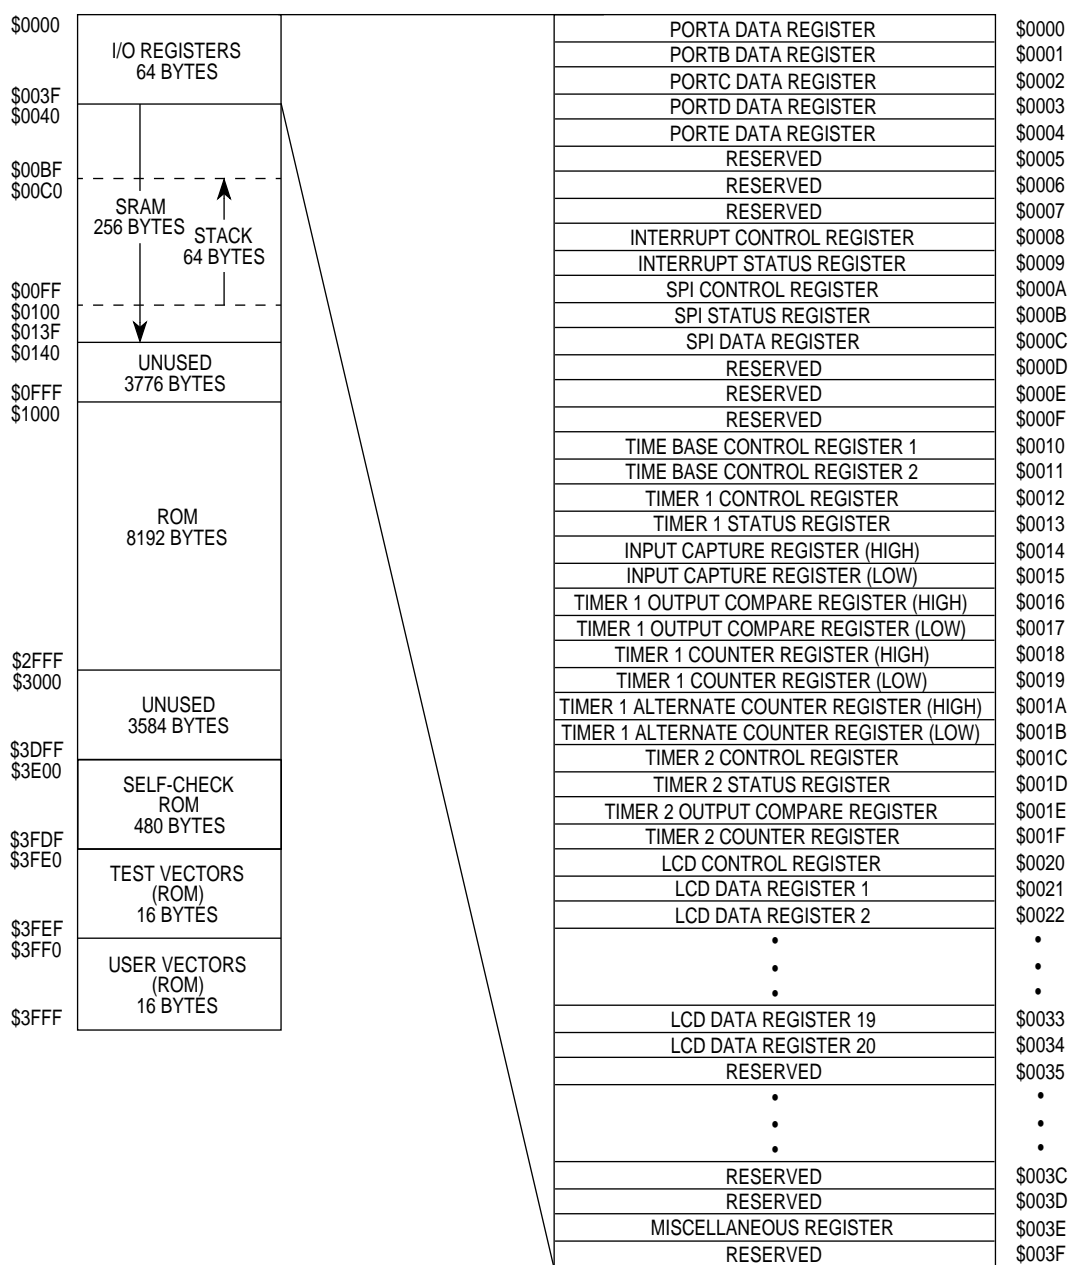 $0000
I/O REGISTERS
64 BYTES
$003F
$0040
$00BF
$00C0
SRAM
256 BYTES
STACK
64 BYTES
$00FF
$0100
$013F
$0140
UNUSED
3776 BYTES
$0FFF
$1000
ROM
8192 BYTES
$2FFF
$3000
UNUSED
3584 BYTES
$3DFF
$3E00
SELF-CHECK
ROM
480 BYTES
$3FDF
$3FE0
TEST VECTORS
(ROM)
16 BYTES
$3FEF
$3FF0
USER VECTORS
(ROM)
16 BYTES
$3FFF
PORTA DATA REGISTER $0000
PORTB DATA REGISTER $0001
PORTC DATA REGISTER $0002
PORTD DATA REGISTER $0003
PORTE DATA REGISTER $0004
RESERVED $0005
RESERVED $0006
RESERVED $0007
INTERRUPT CONTROL REGISTER $0008
INTERRUPT STATUS REGISTER $0009
SPI CONTROL REGISTER $000A
SPI STATUS REGISTER $000B
SPI DATA REGISTER $000C
RESERVED $000D
RESERVED $000E
RESERVED $000F
TIME BASE CONTROL REGISTER 1 $0010
TIME BASE CONTROL REGISTER 2 $0011
TIMER 1 CONTROL REGISTER $0012
TIMER 1 STATUS REGISTER $0013
INPUT CAPTURE REGISTER (HIGH) $0014
INPUT CAPTURE REGISTER (LOW) $0015
TIMER 1 OUTPUT COMPARE REGISTER (HIGH) $0016
TIMER 1 OUTPUT COMPARE REGISTER (LOW) $0017
TIMER 1 COUNTER REGISTER (HIGH) $0018
TIMER 1 COUNTER REGISTER (LOW) $0019
TIMER 1 ALTERNATE COUNTER REGISTER (HIGH) $001A
TIMER 1 ALTERNATE COUNTER REGISTER (LOW) $001B
TIMER 2 CONTROL REGISTER $001C
TIMER 2 STATUS REGISTER $001D
TIMER 2 OUTPUT COMPARE REGISTER $001E
TIMER 2 COUNTER REGISTER $001F
LCD CONTROL REGISTER $0020
LCD DATA REGISTER 1 $0021
LCD DATA REGISTER 2 $0022
• •
• •
• •
LCD DATA REGISTER 19 $0033
LCD DATA REGISTER 20 $0034
RESERVED $0035
• •
• •
• •
RESERVED $003C
RESERVED $003D
MISCELLANEOUS REGISTER $003E
RESERVED $003F